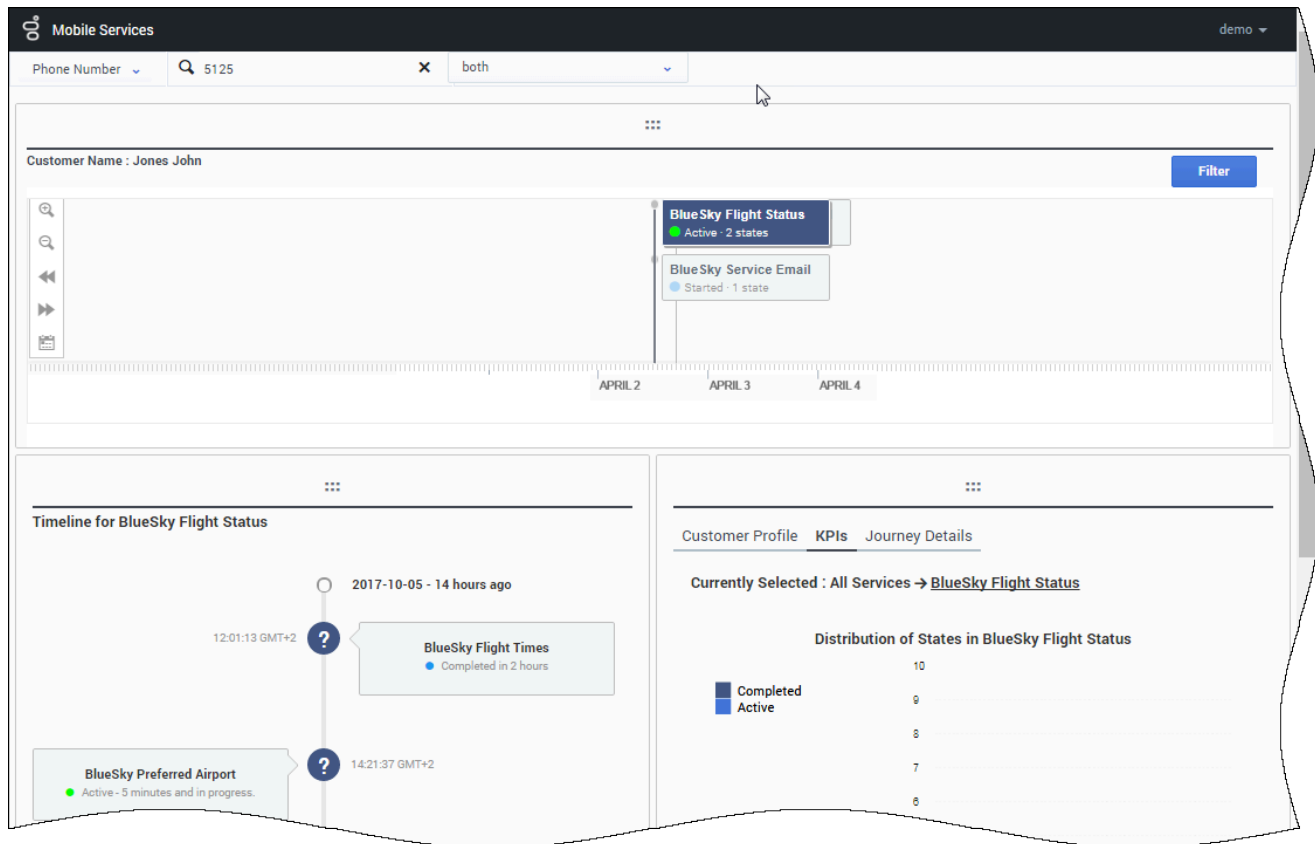 Mobile Services
demo
Phone Number
5125
both
Customer Name : Jones John
Filter
BlueSky Flight Status
Active · 2 states
BlueSky Service Email
Started · 1 state
APRIL 2
APRIL 3
APRIL 4
Timeline for BlueSky Flight Status
2017-10-05 - 14 hours ago
12:01:13 GMT+2
?
BlueSky Flight Times
Completed in 2 hours
BlueSky Preferred Airport
Active - 5 minutes and in progress.
?
14:21:37 GMT+2
Customer Profile KPIs Journey Details
Currently Selected : All Services → BlueSky Flight Status
Distribution of States in BlueSky Flight Status
Completed
Active
10
9
8
7
6